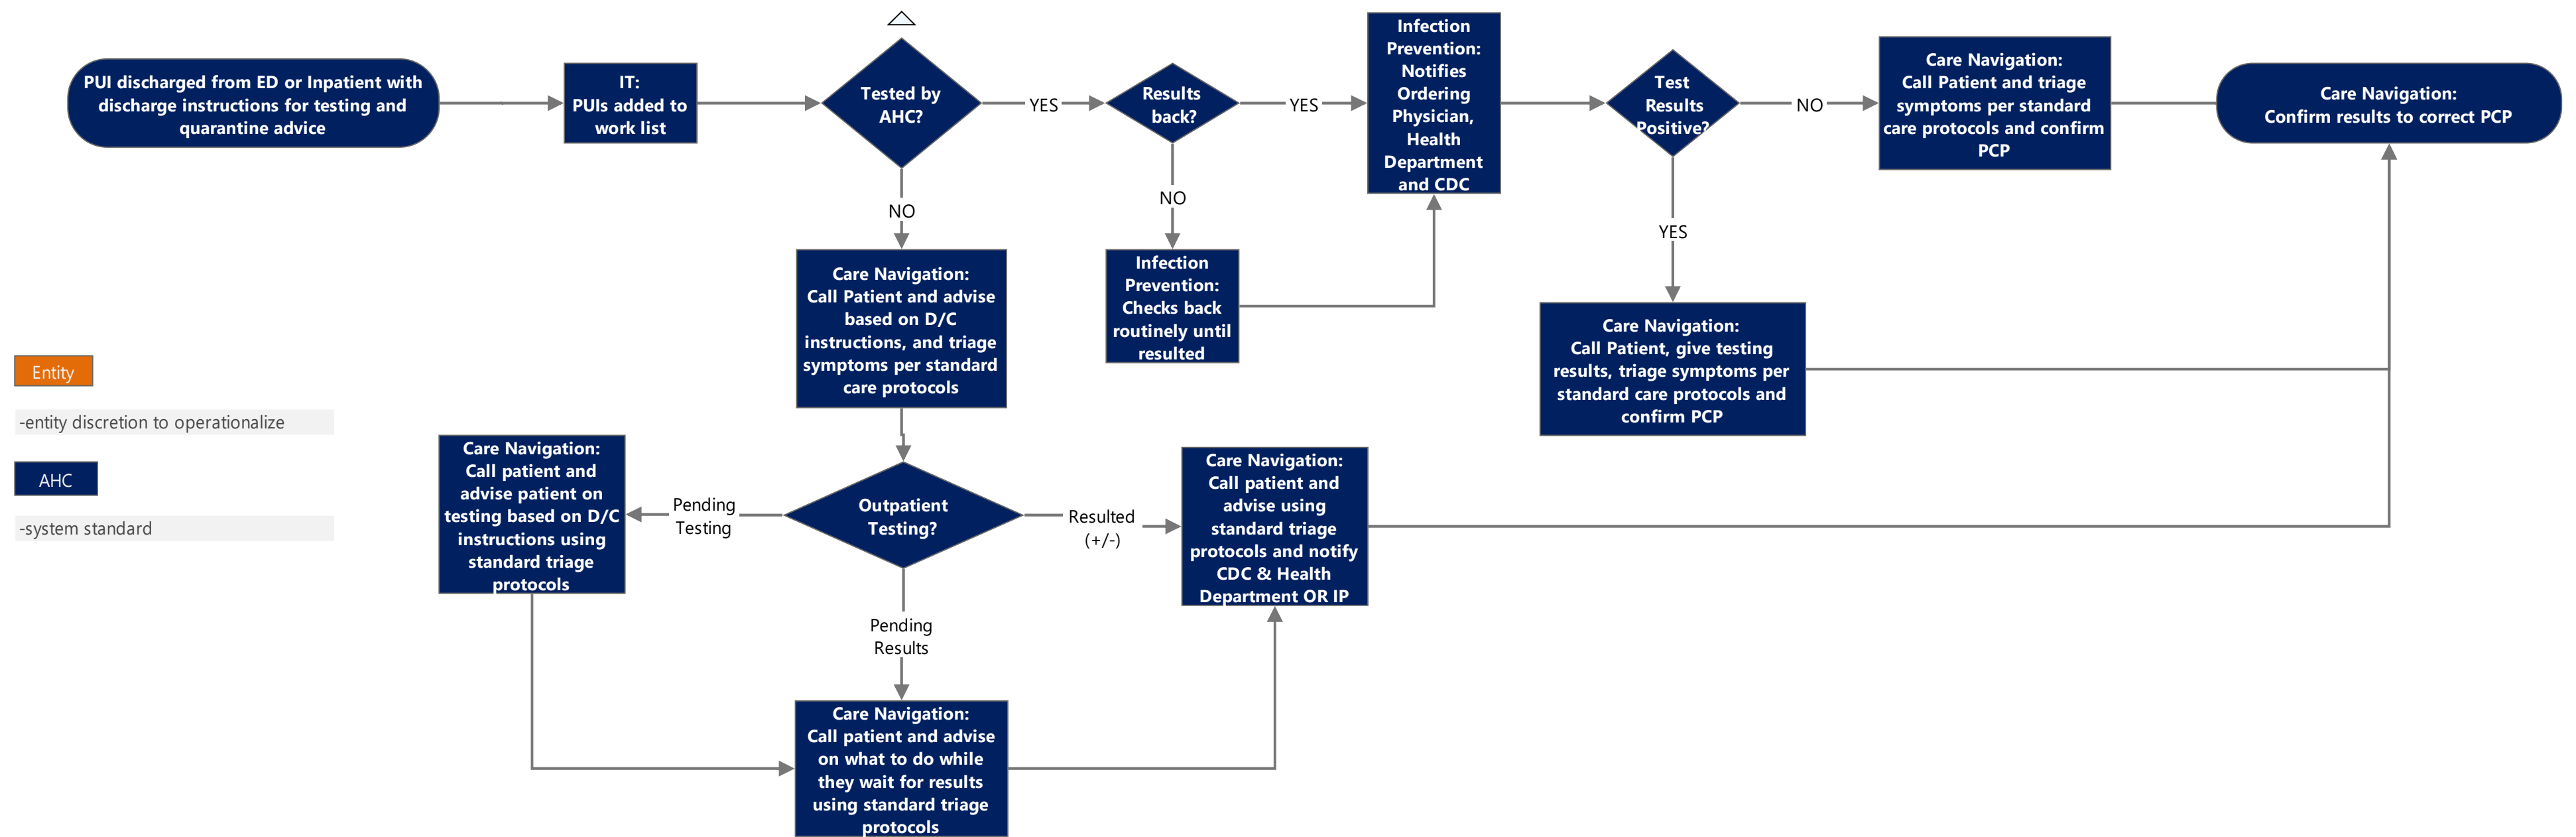 PUI discharged from ED or Inpatient with
discharge instructions for testing and
quarantine advice
IT:
PUIs added to
work list
Tested by
AHC?
YES
Results
back?
YES
Infection
Prevention:
Notifies
Ordering
Physician,
Health
Department
and CDC
Test
Results
Positive?
NO
Care Navigation:
Call Patient and triage
symptoms per standard
care protocols and confirm
PCP
Care Navigation:
Confirm results to correct PCP
NO
NO
YES
Care Navigation:
Call Patient and advise
based on D/C
instructions, and triage
symptoms per standard
care protocols
Infection
Prevention:
Checks back
routinely until
resulted
Care Navigation:
Call Patient, give testing
results, triage symptoms per
standard care protocols and
confirm PCP
Entity
-entity discretion to operationalize
AHC
-system standard
Care Navigation:
Call patient and
advise patient on
testing based on D/C
instructions using
standard triage
protocols
Pending
Testing
Outpatient
Testing?
Resulted
(+/-)
Care Navigation:
Call patient and
advise using
standard triage
protocols and notify
CDC & Health
Department OR IP
Pending
Results
Care Navigation:
Call patient and advise
on what to do while
they wait for results
using standard triage
protocols